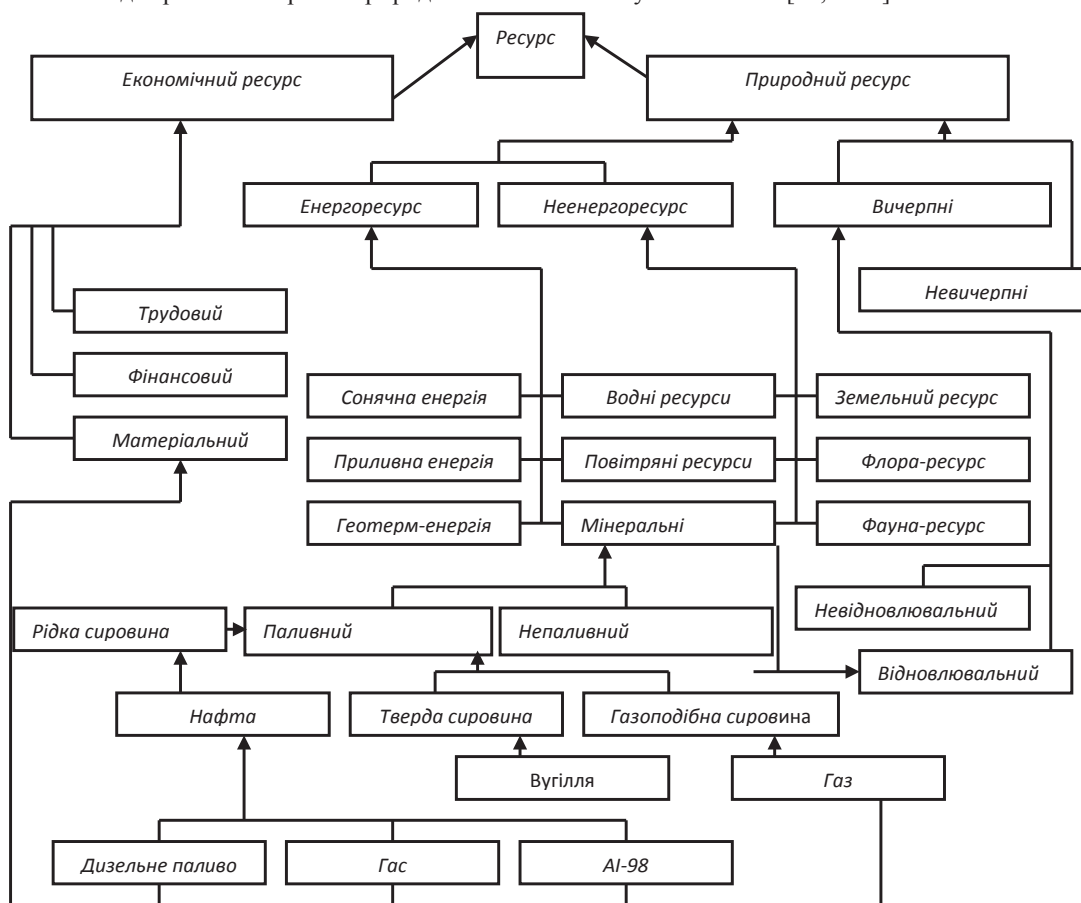 Ресурс
Економічний ресурс
Природний ресурс
Енергоресурс
Неенергоресурс
Вичерпні
Невичерпні
Трудовий
Фінансовий
Матеріальний
Сонячна енергія
Водні ресурси
Земельний ресурс
Приливна енергія
Повітряні ресурси
Флора-ресурс
Геотерм-енергія
Мінеральні
Фауна-ресурс
Невідновлювальний
Рідка сировина
Паливний
Непаливний
Відновлювальний
Нафта
Тверда сировина
Газоподібна сировина
Вугілля
Газ
Дизельне паливо
Гас
АІ-98